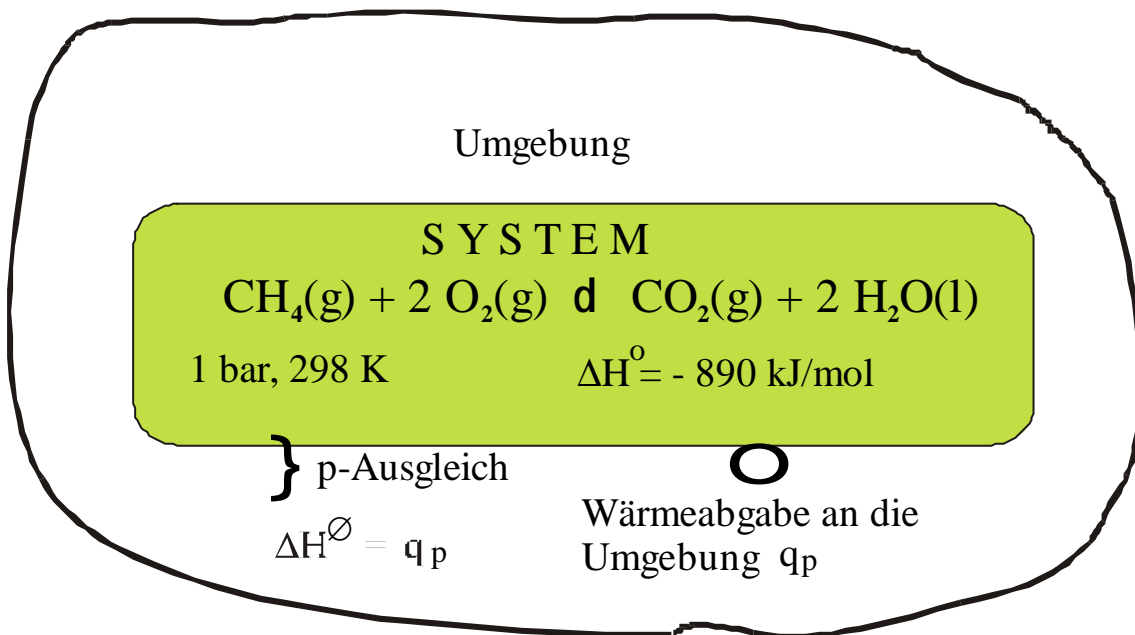 Umgebung
S Y S T E M
CH₄(g) + 2 O₂(g) d CO₂(g) + 2 H₂O(l)
1 bar, 298 K
ΔH° = - 890 kJ/mol
} p-Ausgleich
O
ΔH^∅ = q p
Wärmeabgabe an die
Umgebung qp